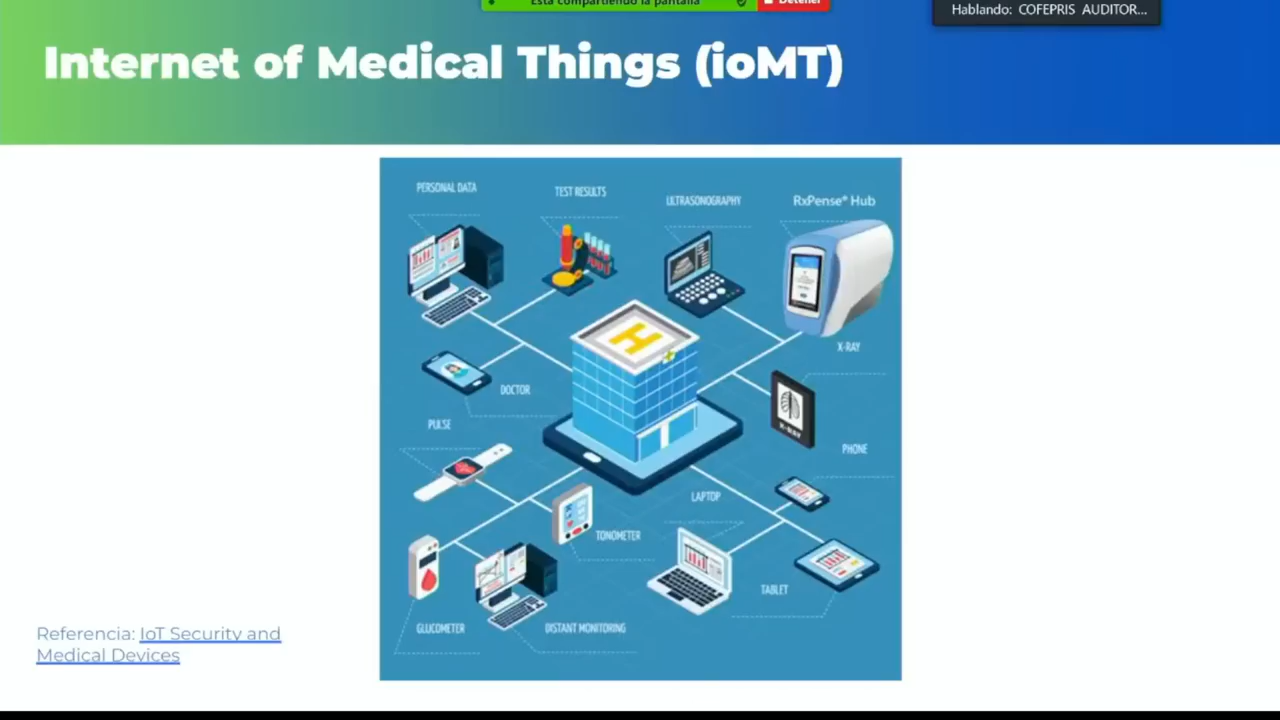 Está compartiendo la pantalla
Detener
Hablando: COFEPRIS AUDITOR...
Internet of Medical Things (ioMT)
PERSONAL DATA
TEST RESULTS
ULTRASONOGRAPHY
RxPense® Hub
X-RAY
DOCTOR
PULSE
X-RAY
PHONE
LAPTOP
TONOMETER
TABLET
GLUCOMETER
DISTANT MONITORING
Referencia: IoT Security and
Medical Devices